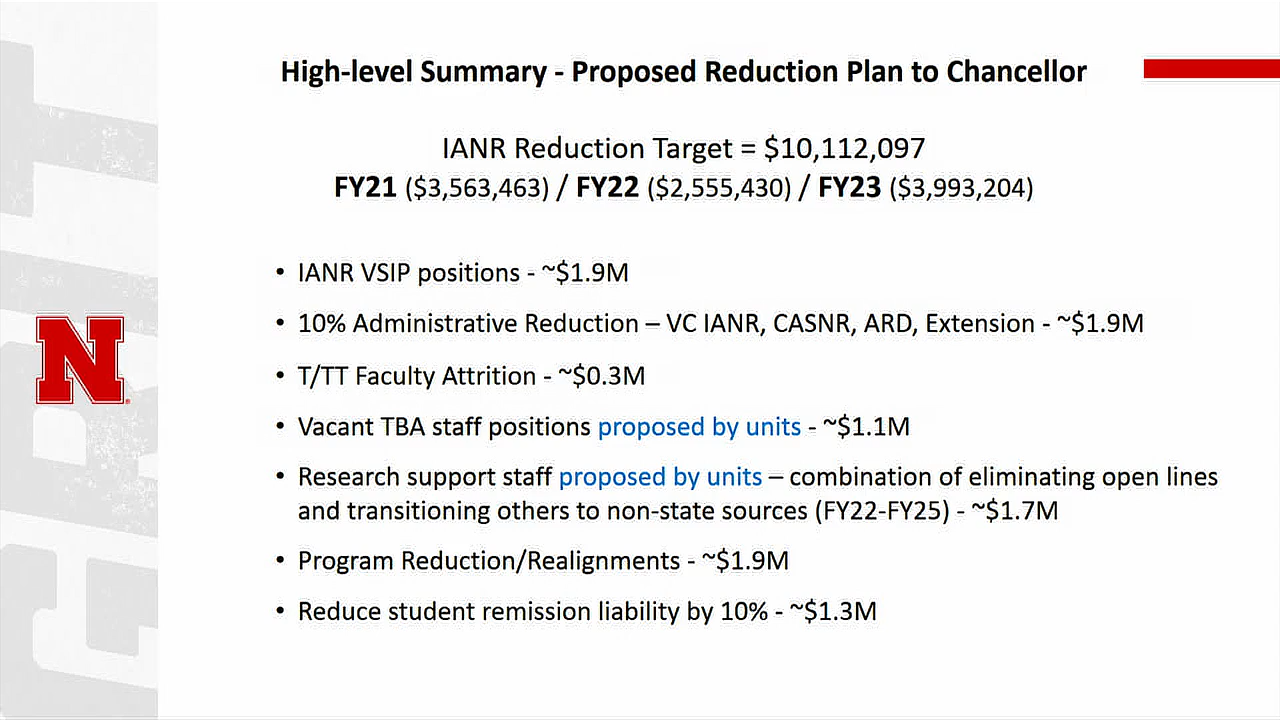 High-level Summary - Proposed Reduction Plan to Chancellor
IANR Reduction Target = $10,112,097
FY21 ($3,563,463) / FY22 ($2,555,430) / FY23 ($3,993,204)
• IANR VSIP positions - ~$1.9M
• 10% Administrative Reduction – VC IANR, CASNR, ARD, Extension - ~$1.9M
• T/TT Faculty Attrition - ~$0.3M
• Vacant TBA staff positions proposed by units - ~$1.1M
• Research support staff proposed by units – combination of eliminating open lines
and transitioning others to non-state sources (FY22-FY25) - ~$1.7M
• Program Reduction/Realignments - ~$1.9M
• Reduce student remission liability by 10% - ~$1.3M
N